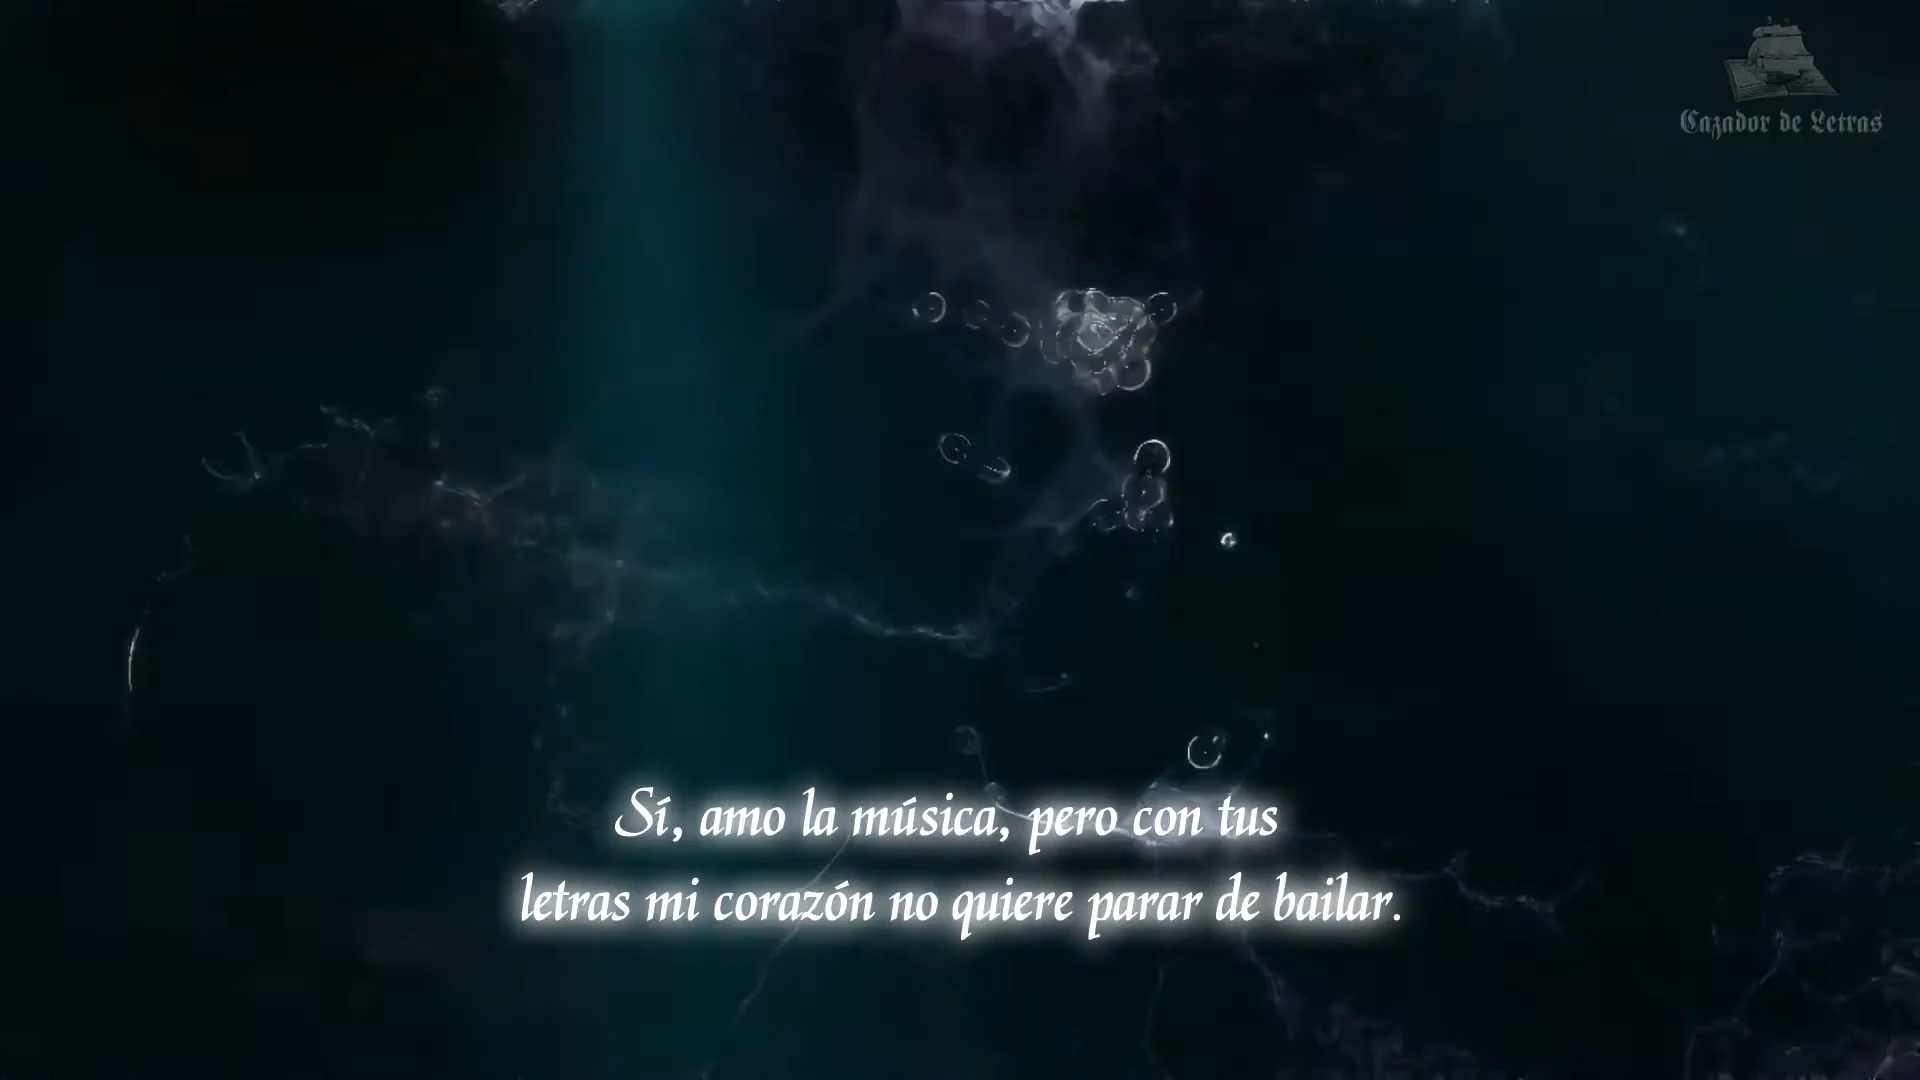 Cazador de Letras
Sí, amo la música, pero con tus
letras mi corazón no quiere parar de bailar.